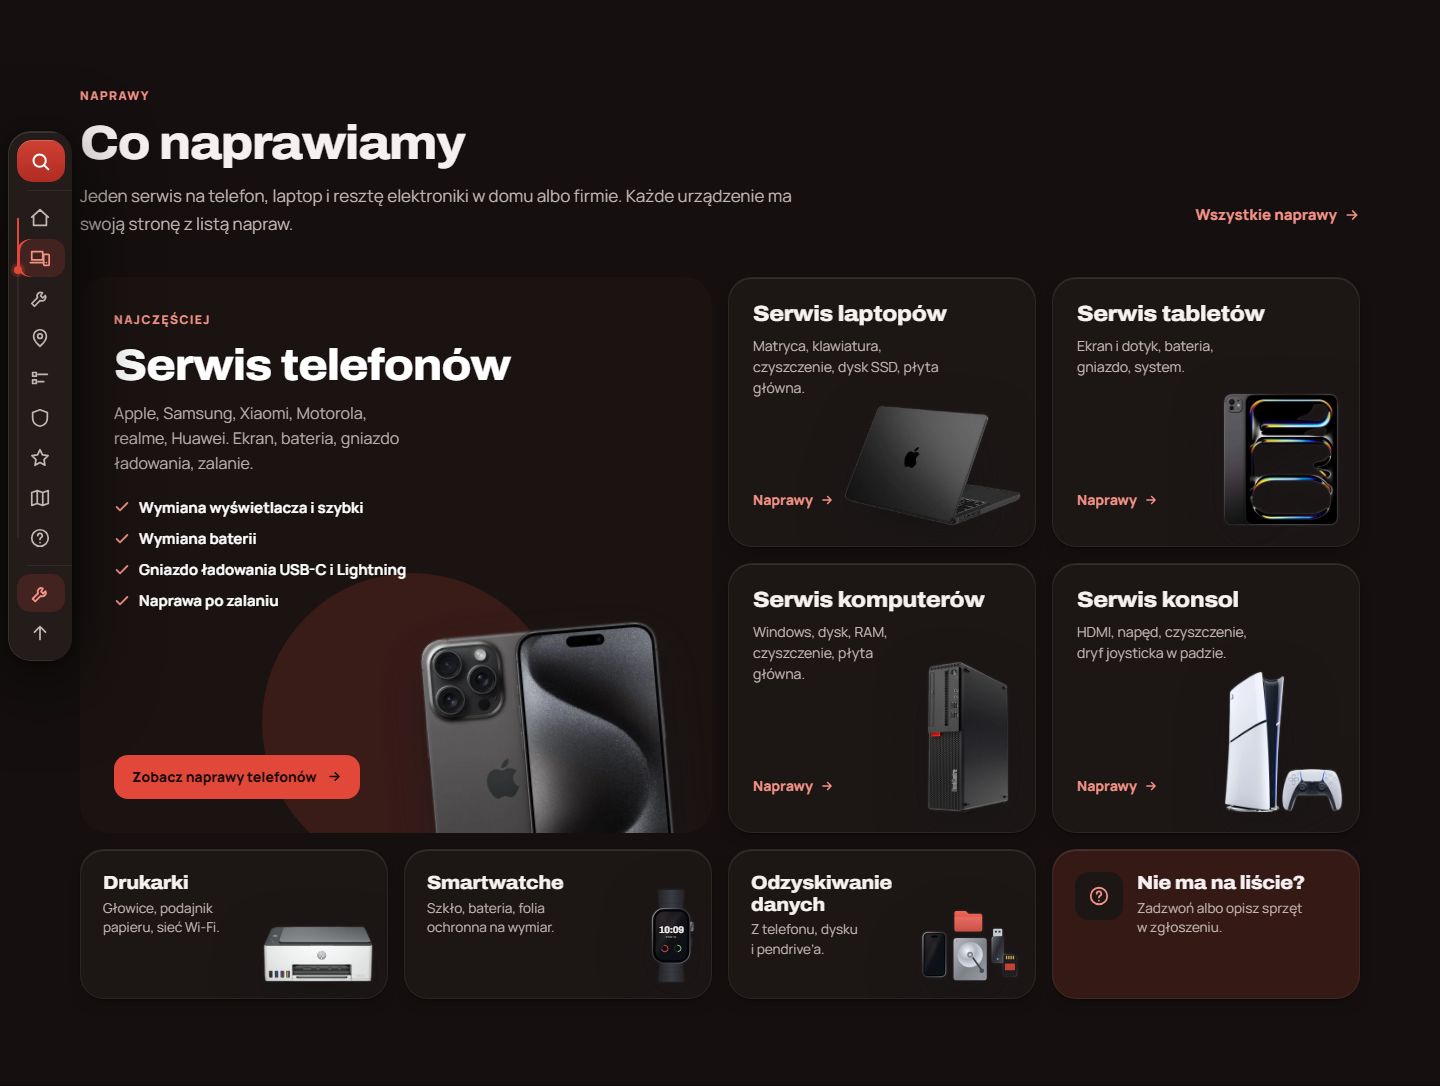 NAPRAWY
Co naprawiamy
Jeden serwis na telefon, laptop i resztę elektroniki w domu albo firmie. Każde urządzenie ma
swoją stronę z listą napraw.
Wszystkie naprawy →
NAJCZĘŚCIEJ
Serwis telefonów
Apple, Samsung, Xiaomi, Motorola,
realme, Huawei. Ekran, bateria, gniazdo
ładowania, zalanie.
Wymiana wyświetlacza i szybki
Wymiana baterii
Gniazdo ładowania USB-C i Lightning
Naprawa po zalaniu
Zobacz naprawy telefonów →
Serwis laptopów
Matryca, klawiatura,
czyszczenie, dysk SSD, płyta
główna.
Naprawy →
Serwis tabletów
Ekran i dotyk, bateria,
gniazdo, system.
Naprawy →
Serwis komputerów
Windows, dysk, RAM,
czyszczenie, płyta
główna.
Naprawy →
Serwis konsol
HDMI, napęd, czyszczenie,
dryf joysticka w padzie.
Naprawy →
Drukarki
Głowice, podajnik
papieru, sieć Wi-Fi.
Smartwatche
Szkło, bateria, folia
ochronna na wymiar.
10:09
Odzyskiwanie
danych
Z telefonu, dysku
i pendrive'a.
Nie ma na liście?
Zadzwoń albo opisz sprzęt
w zgłoszeniu.